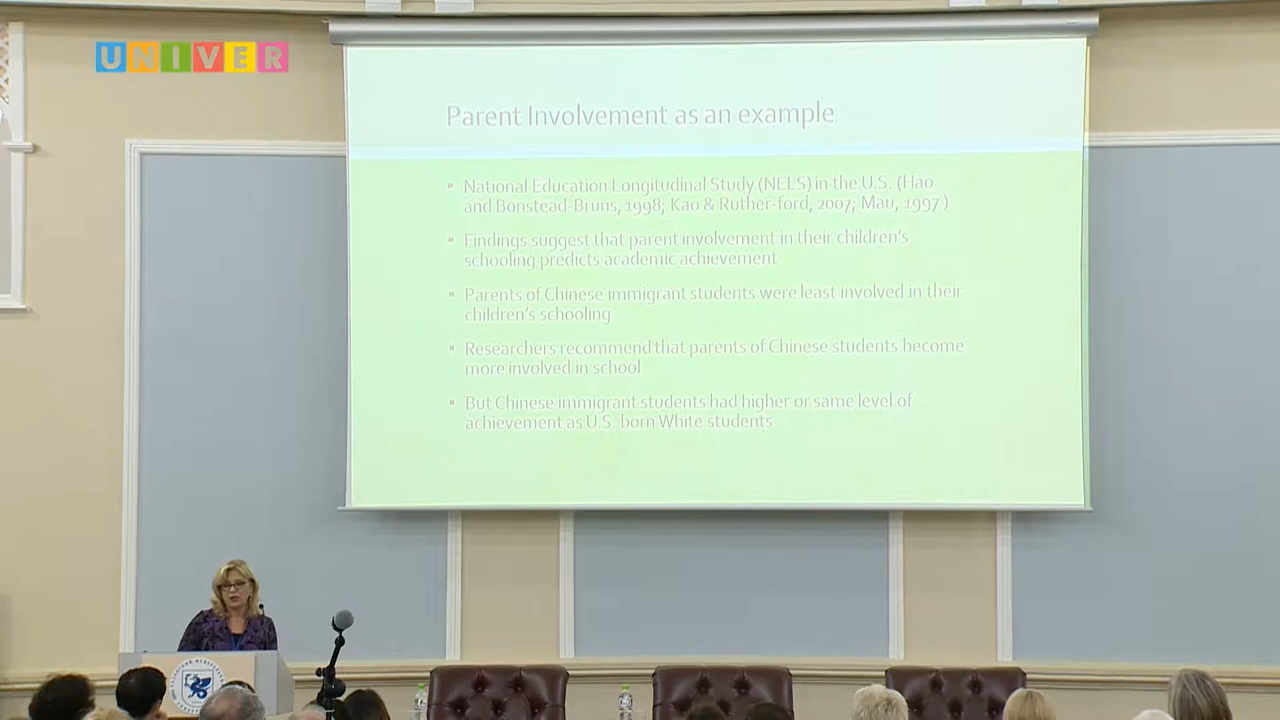 UNIVER
Parent Involvement as an example
National Education Longitudinal Study (NELS) in the U.S. (Hao
and Bonstead-Bruns, 1998; Kao & Ruther-ford, 2007; Mau, 1997 )
Findings suggest that parent involvement in their children's
schooling predicts academic achievement
Parents of Chinese immigrant students were least involved in their
children's schooling
Researchers recommend that parents of Chinese students become
more involved in school
But Chinese immigrant students had higher or same level of
achievement as U.S. born White students